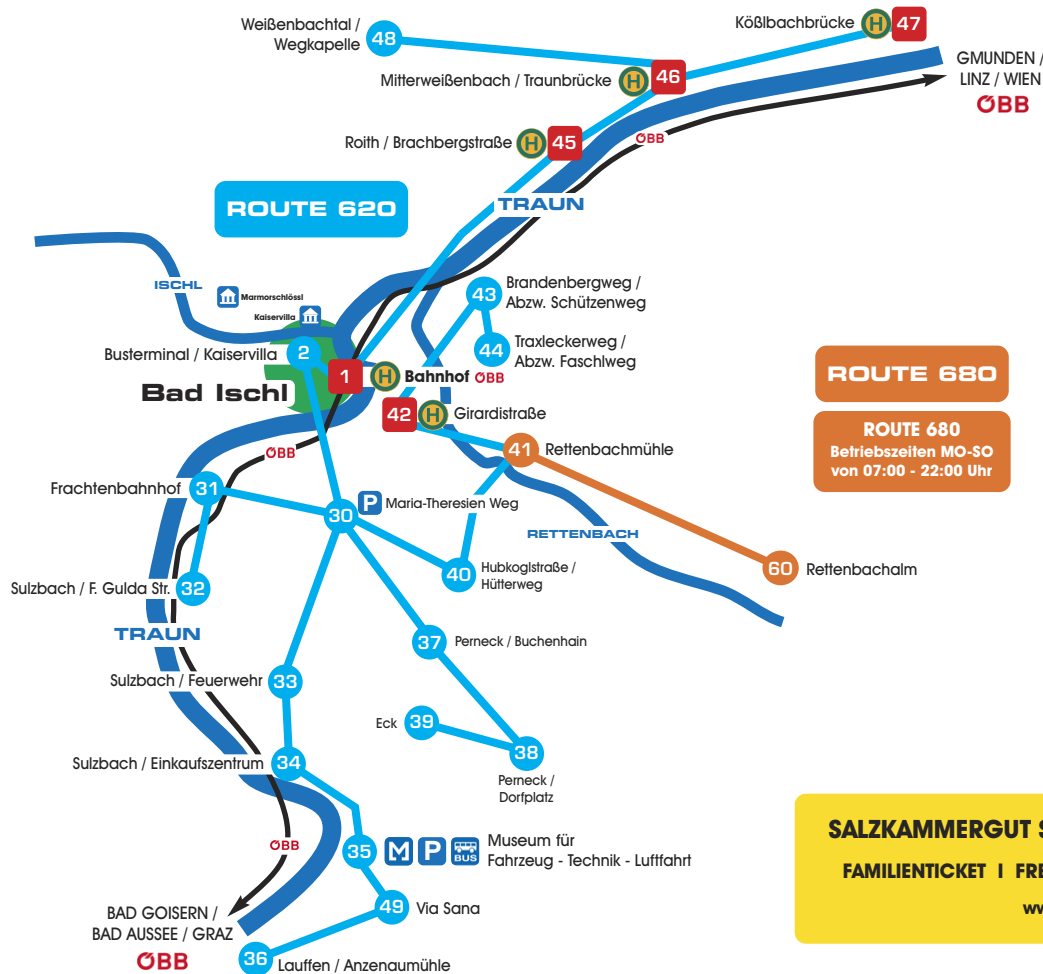 Weißenbachtal /
Wegkapelle
48
Kößlbachbrücke
H
47
Mitterweißenbach / Traunbrücke
H
46
GMUNDEN /
LINZ / WIEN
ÖBB
Roith / Brachbergstraße
H
45
ÖBB
ROUTE 620
TRAUN
ISCHL
Marmorschlössl
Kaiservilla
Brandenbergweg /
Abzw. Schützenweg
43
Traxleckerweg /
Abzw. Faschlweg
44
Busterminal / Kaiservilla
2
Bad Ischl
1
H
Bahnhof ÖBB
42
H
Girardistraße
ROUTE 680
ROUTE 680
Betriebszeiten MO-SO
von 07:00 - 22:00 Uhr
41
Rettenbachmühle
ÖBB
Frachtenbahnhof
31
30
P
Maria-Theresien Weg
RETTENBACH
Sulzbach / F. Gulda Str.
32
40
Hubkoglstraße /
Hütterweg
60
Rettenbachalm
TRAUN
37
Perneck / Buchenhain
Sulzbach / Feuerwehr
33
Eck
39
38
Perneck /
Dorfplatz
Sulzbach / Einkaufszentrum
34
ÖBB
35
M
P
BUS
Museum für
Fahrzeug - Technik - Luftfahrt
49
Via Sana
BAD GOISERN /
BAD AUSSEE / GRAZ
ÖBB
36
Lauffen / Anzenaumühle
SALZKAMMERGUT S
FAMILIENTICKET I FRE
ww